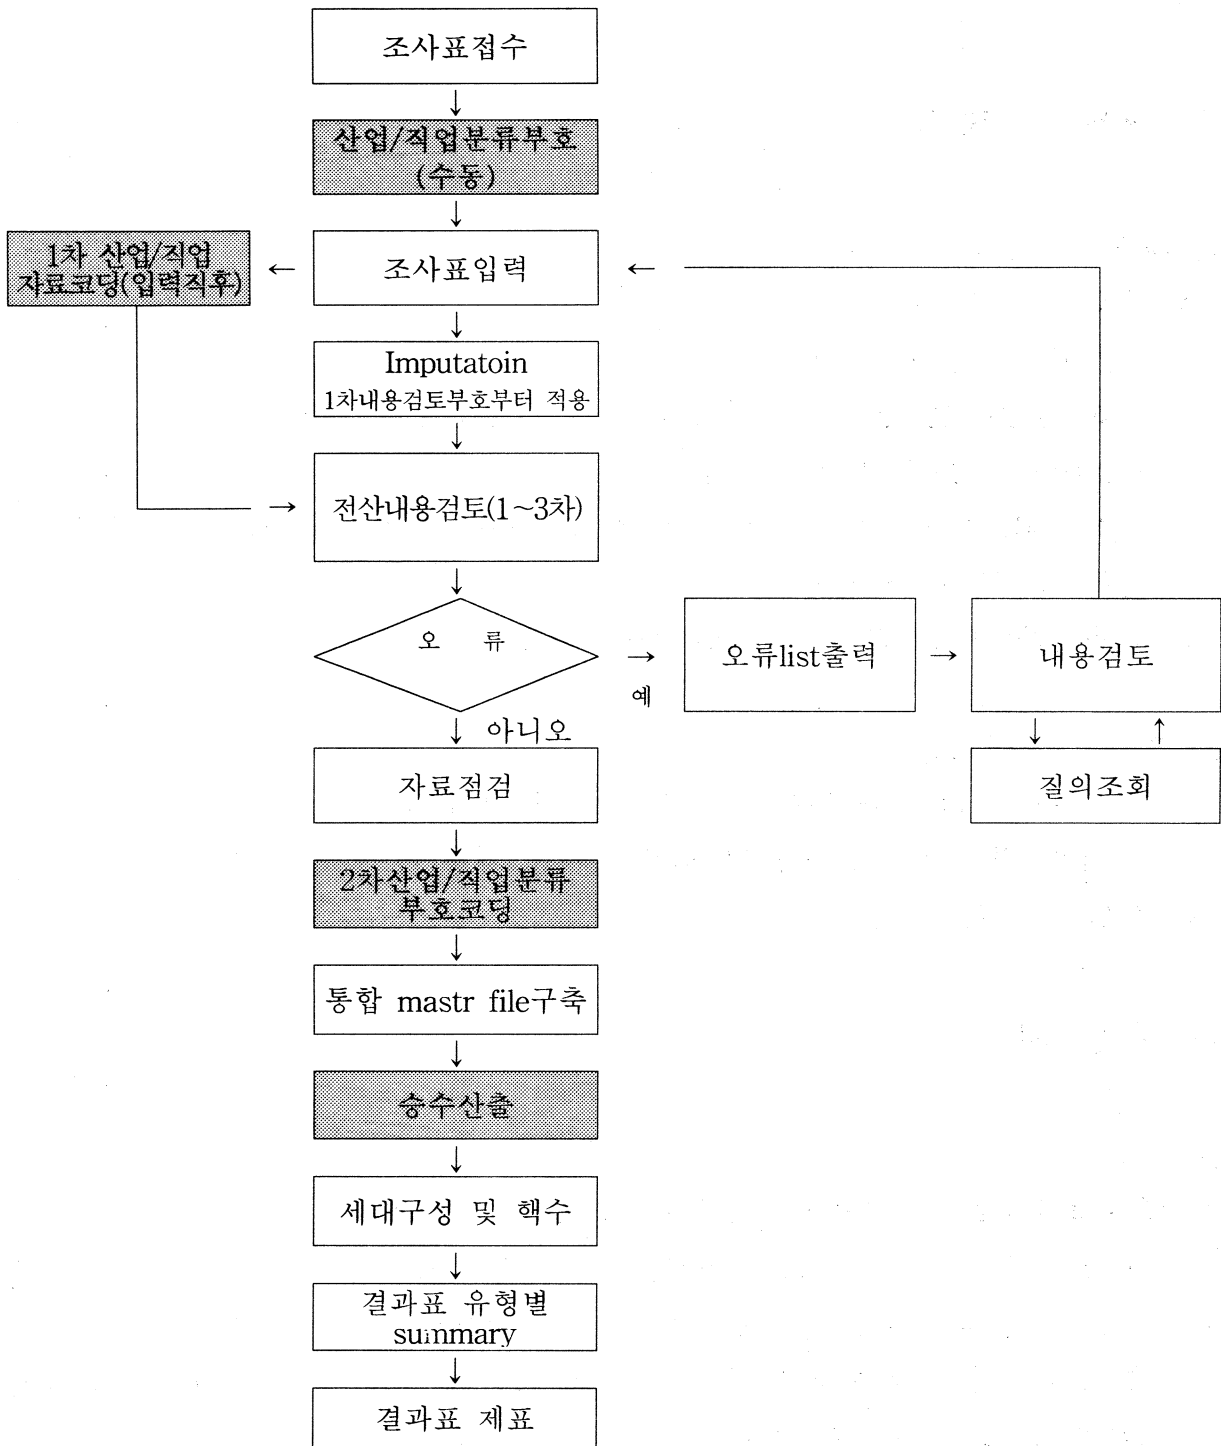 조사표접수
산업/직업분류부호
(수동)
1차 산업/직업
자료코딩(입력직후)
조사표입력
Imputatoin
1차내용검토부호부터 적용
전산내용검토(1~3차)
오 류
예
오류list출력
내용검토
아니오
질의조회
자료점검
2차산업/직업분류
부호코딩
통합 mastr file구축
승수산출
세대구성 및 핵수
결과표 유형별
summary
결과표 제표